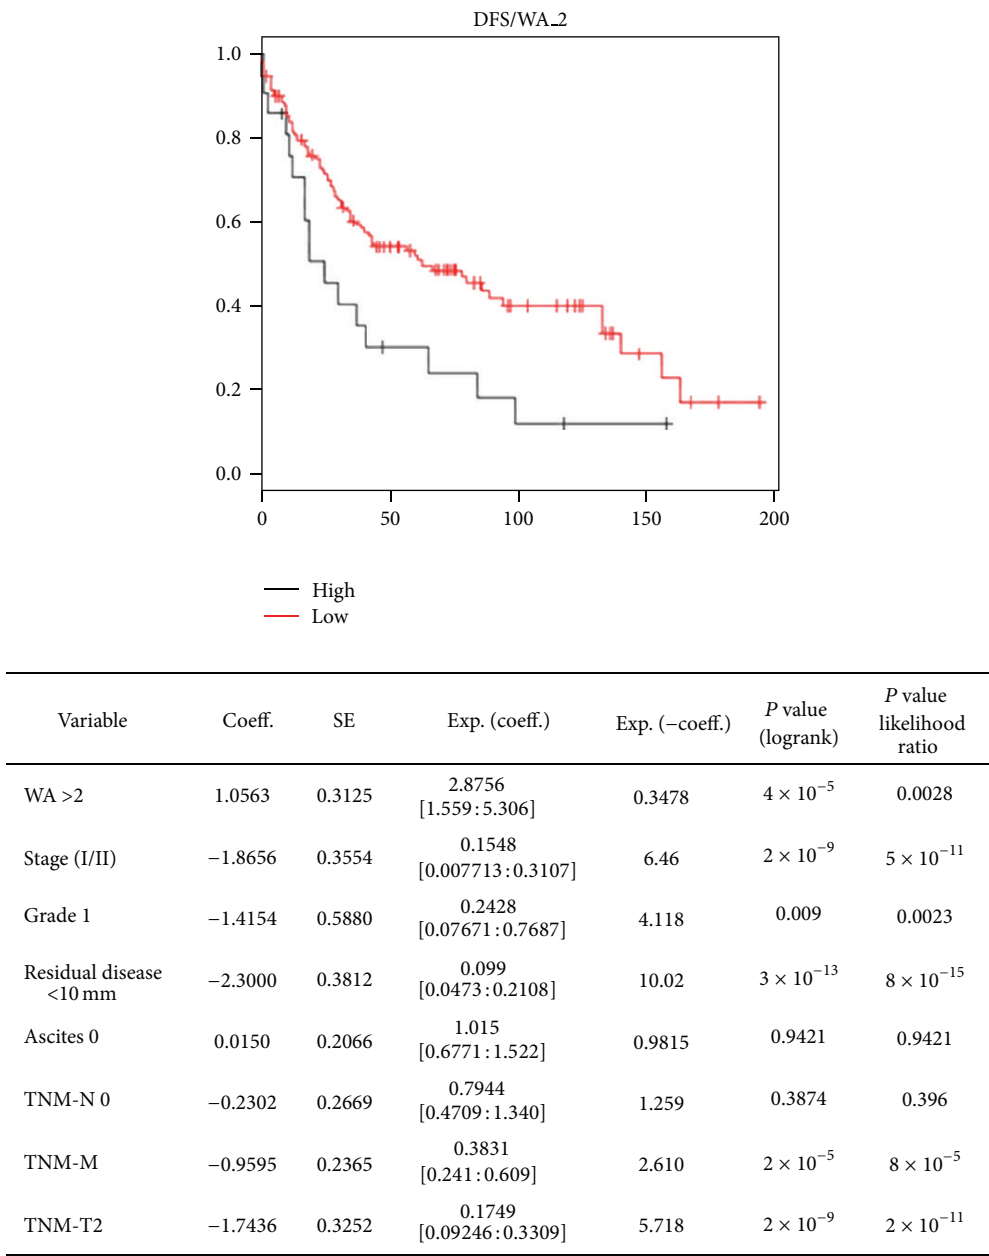 DFS/WA_2
1.0
0.8
0.6
0.4
0.2
0.0
0 50 100 150 200
High
Low
Variable Coeff. SE Exp. (coeff.) Exp. (−coeff.) P value (logrank) P value likelihood ratio
WA >2 1.0563 0.3125 2.8756 [1.559:5.306] 0.3478 4 × 10⁻⁵ 0.0028
Stage (I/II) −1.8656 0.3554 0.1548 [0.007713:0.3107] 6.46 2 × 10⁻⁹ 5 × 10⁻¹¹
Grade 1 −1.4154 0.5880 0.2428 [0.07671:0.7687] 4.118 0.009 0.0023
Residual disease <10 mm −2.3000 0.3812 0.099 [0.0473:0.2108] 10.02 3 × 10⁻¹³ 8 × 10⁻¹⁵
Ascites 0 0.0150 0.2066 1.015 [0.6771:1.522] 0.9815 0.9421 0.9421
TNM-N 0 −0.2302 0.2669 0.7944 [0.4709:1.340] 1.259 0.3874 0.396
TNM-M −0.9595 0.2365 0.3831 [0.241:0.609] 2.610 2 × 10⁻⁵ 8 × 10⁻⁵
TNM-T2 −1.7436 0.3252 0.1749 [0.09246:0.3309] 5.718 2 × 10⁻⁹ 2 × 10⁻¹¹